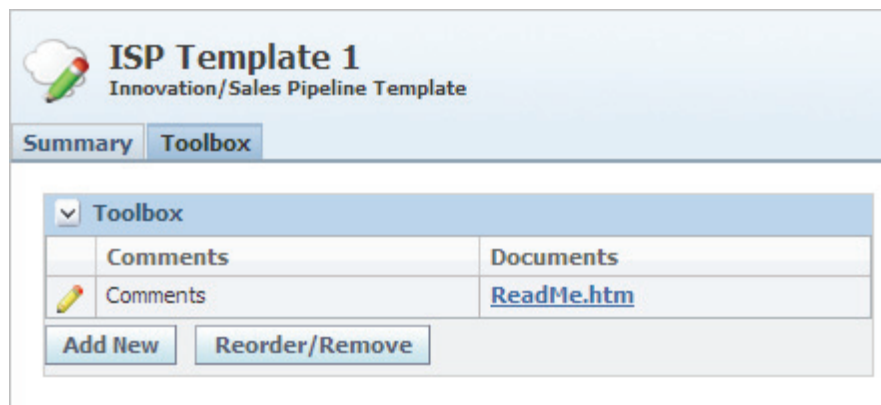 ISP Template 1
Innovation/Sales Pipeline Template
Summary Toolbox
Toolbox
Comments Documents
Comments ReadMe.htm
Add New Reorder/Remove